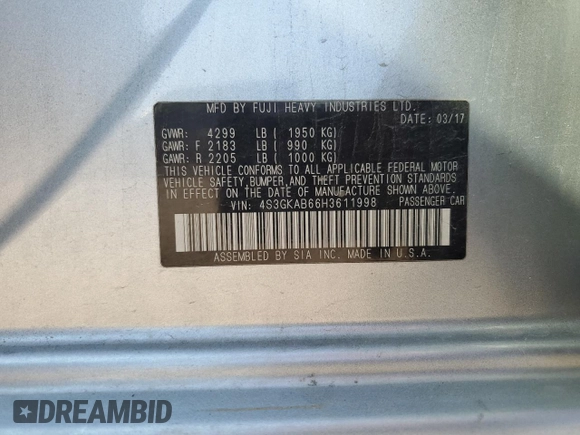 MFD BY FUJI HEAVY INDUSTRIES LTD.
DATE: 03/17
GVWR: 4299 LB ( 1950 KG)
GAWR: F 2183 LB ( 990 KG)
GAWR: R 2205 LB ( 1000 KG)
THIS VEHICLE CONFORMS TO ALL APPLICABLE FEDERAL MOTOR
VEHICLE SAFETY,BUMPER,AND THEFT PREVENTION STANDARDS
IN EFFECT ON THE DATE OF MANUFACTURE SHOWN ABOVE.
VIN: 4S3GKAB66H3611998 PASSENGER CAR
ASSEMBLED BY SIA INC. MADE IN U.S.A.
DREAMBID